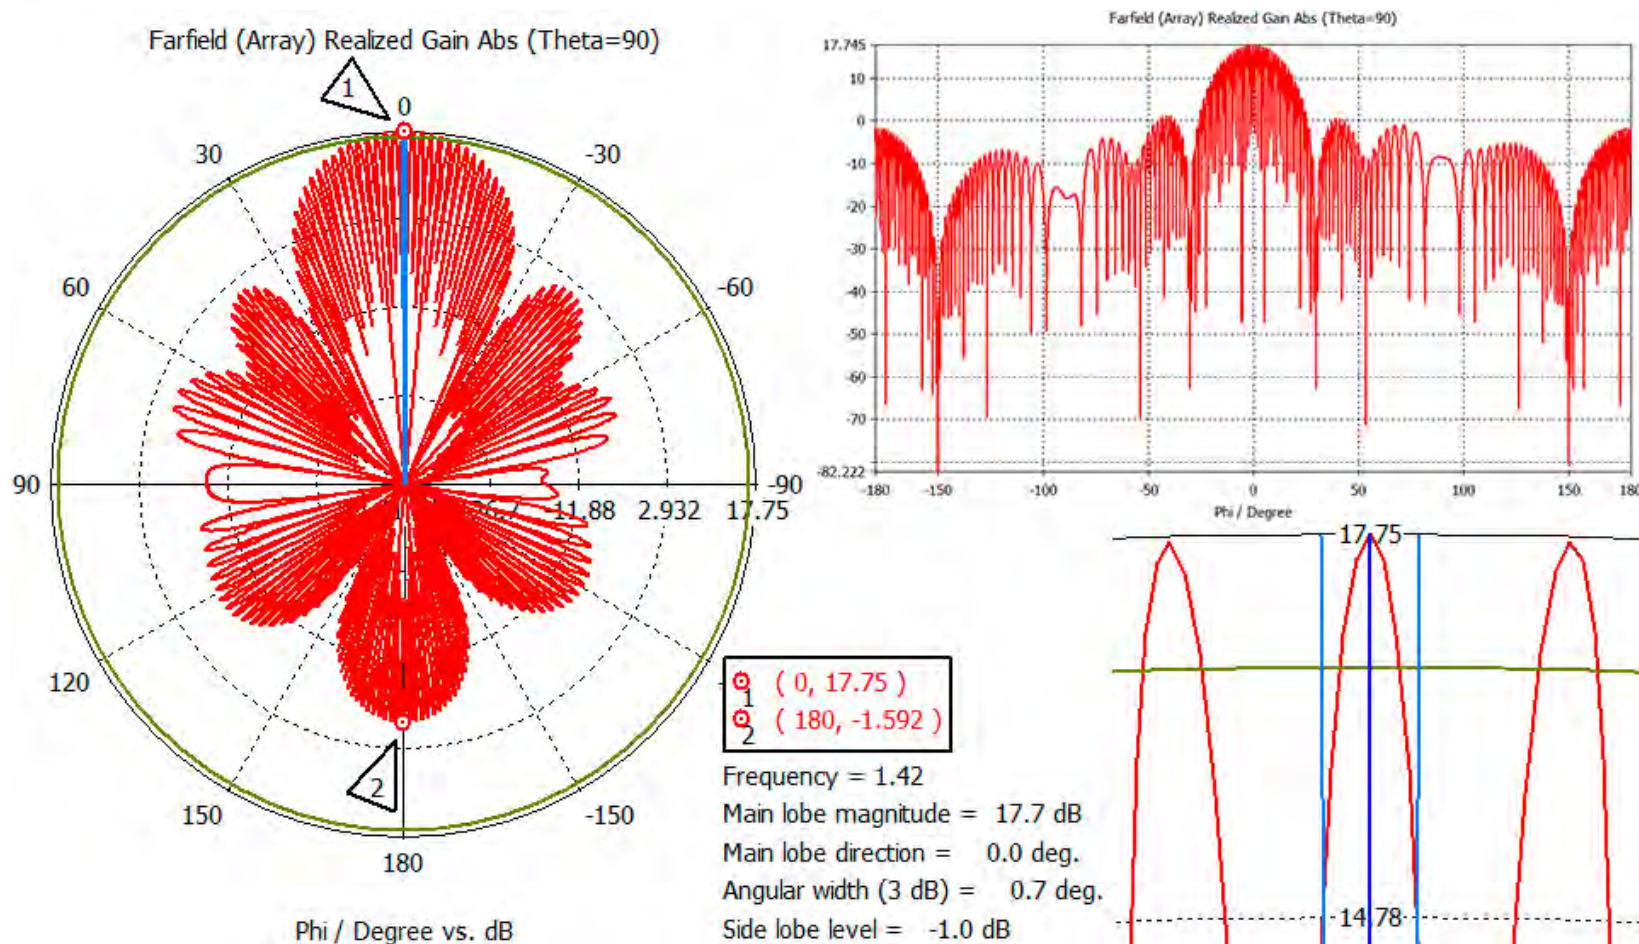 Farfield (Array) Realized Gain Abs (Theta=90)
1
0
30
-30
60
-60
90
-90
-11.88 2.932 17.75
120
150
-150
180
2
Phi / Degree vs. dB
Farfield (Array) Realized Gain Abs (Theta=90)
17.745
10
0
-10
-20
-30
-40
-50
-60
-70
-82.222
-180 -150 -100 -50 0 50 100 150 180
Phi / Degree
1 ( 0, 17.75 )
2 ( 180, -1.592 )
Frequency = 1.42
Main lobe magnitude = 17.7 dB
Main lobe direction = 0.0 deg.
Angular width (3 dB) = 0.7 deg.
Side lobe level = -1.0 dB
17.75
14.78